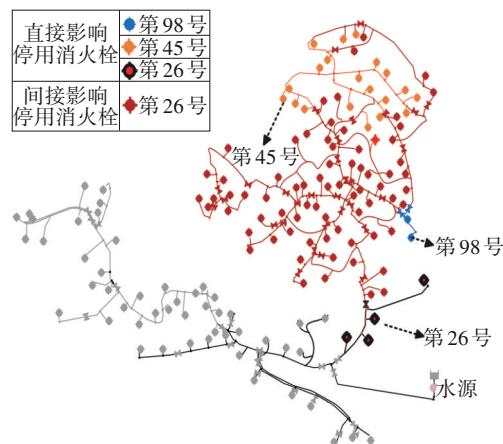 直接影响
停用消火栓
第98号
第45号
第26号
间接影响
停用消火栓
第26号
第45号
第98号
第26号
水源